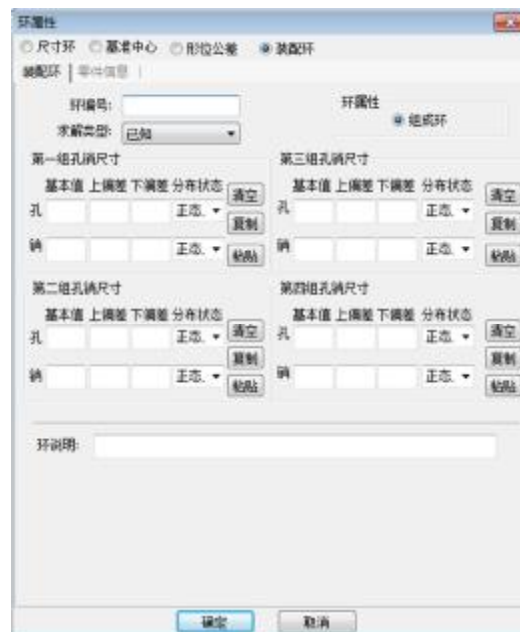 环属性
尺寸环 基准中心 形位公差 装配环
装配环 零件信息
环编号: 环属性
求解类型: 已知 组成环
第一组孔销尺寸 第三组孔销尺寸
基本值 上偏差 下偏差 分布状态 清空 基本值 上偏差 下偏差 分布状态 清空
孔 正态. 复制 孔 正态. 复制
销 正态. 粘贴 销 正态. 粘贴
第二组孔销尺寸 第四组孔销尺寸
基本值 上偏差 下偏差 分布状态 清空 基本值 上偏差 下偏差 分布状态 清空
孔 正态. 复制 孔 正态. 复制
销 正态. 粘贴 销 正态. 粘贴
环说明:
确定 取消